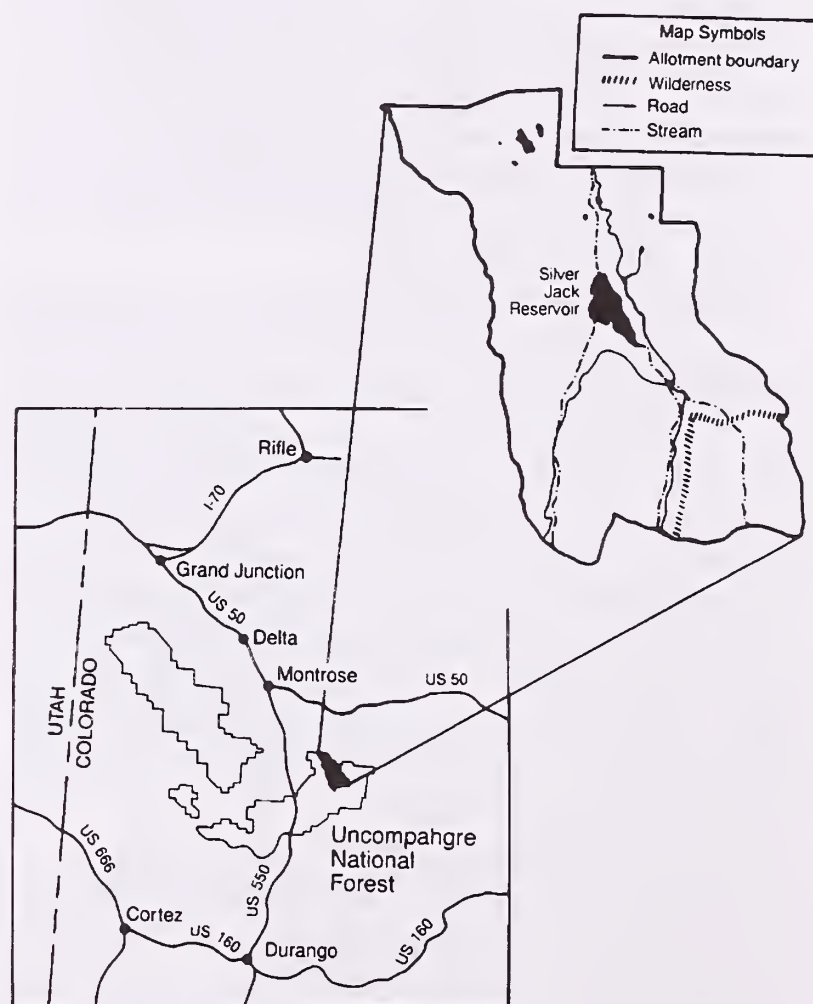 Map Symbols
Allotment boundary
Wilderness
Road
Stream
Silver
Jack
Reservoir
Rifle
I-70
Grand Junction
US 50
Delta
Montrose
US 50
UTAH
COLORADO
Uncompahgre
National
Forest
US 666
US 550
Cortez
US 160
Durango
US 160